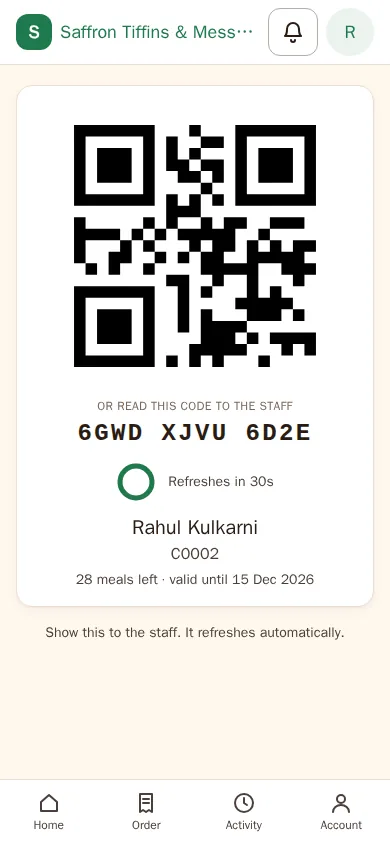 S Saffron Tiffins & Mess⋯ R
OR READ THIS CODE TO THE STAFF
6GWD XJVU 6D2E
Refreshes in 30s
Rahul Kulkarni
C0002
28 meals left · valid until 15 Dec 2026
Show this to the staff. It refreshes automatically.
Home Order Activity Account